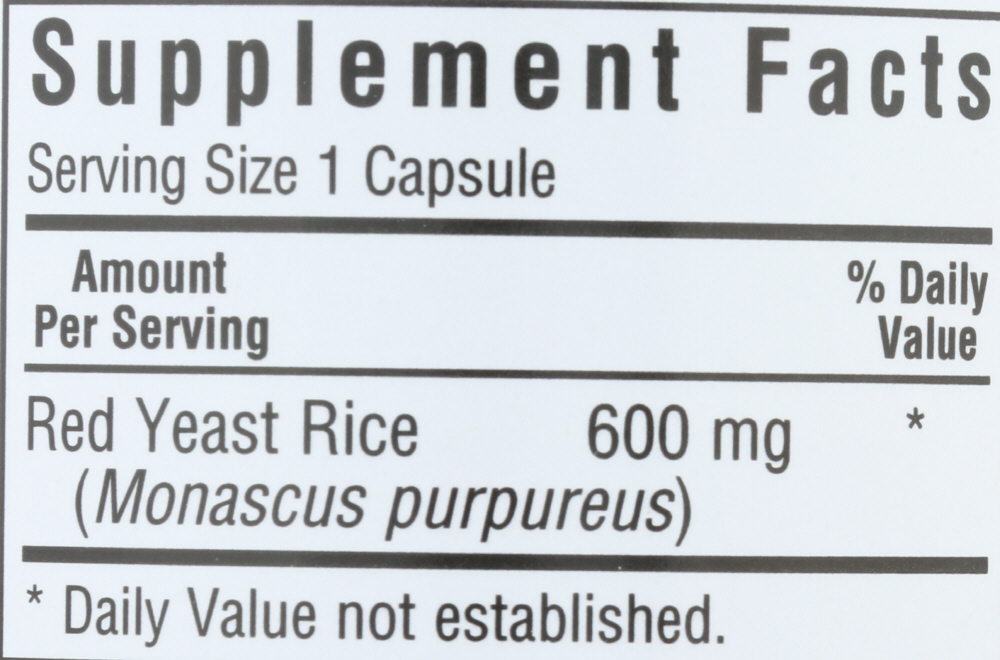 Supplement Facts
Serving Size 1 Capsule
Amount
Per Serving
% Daily
Value
Red Yeast Rice 600 mg *
(Monascus purpureus)
* Daily Value not established.